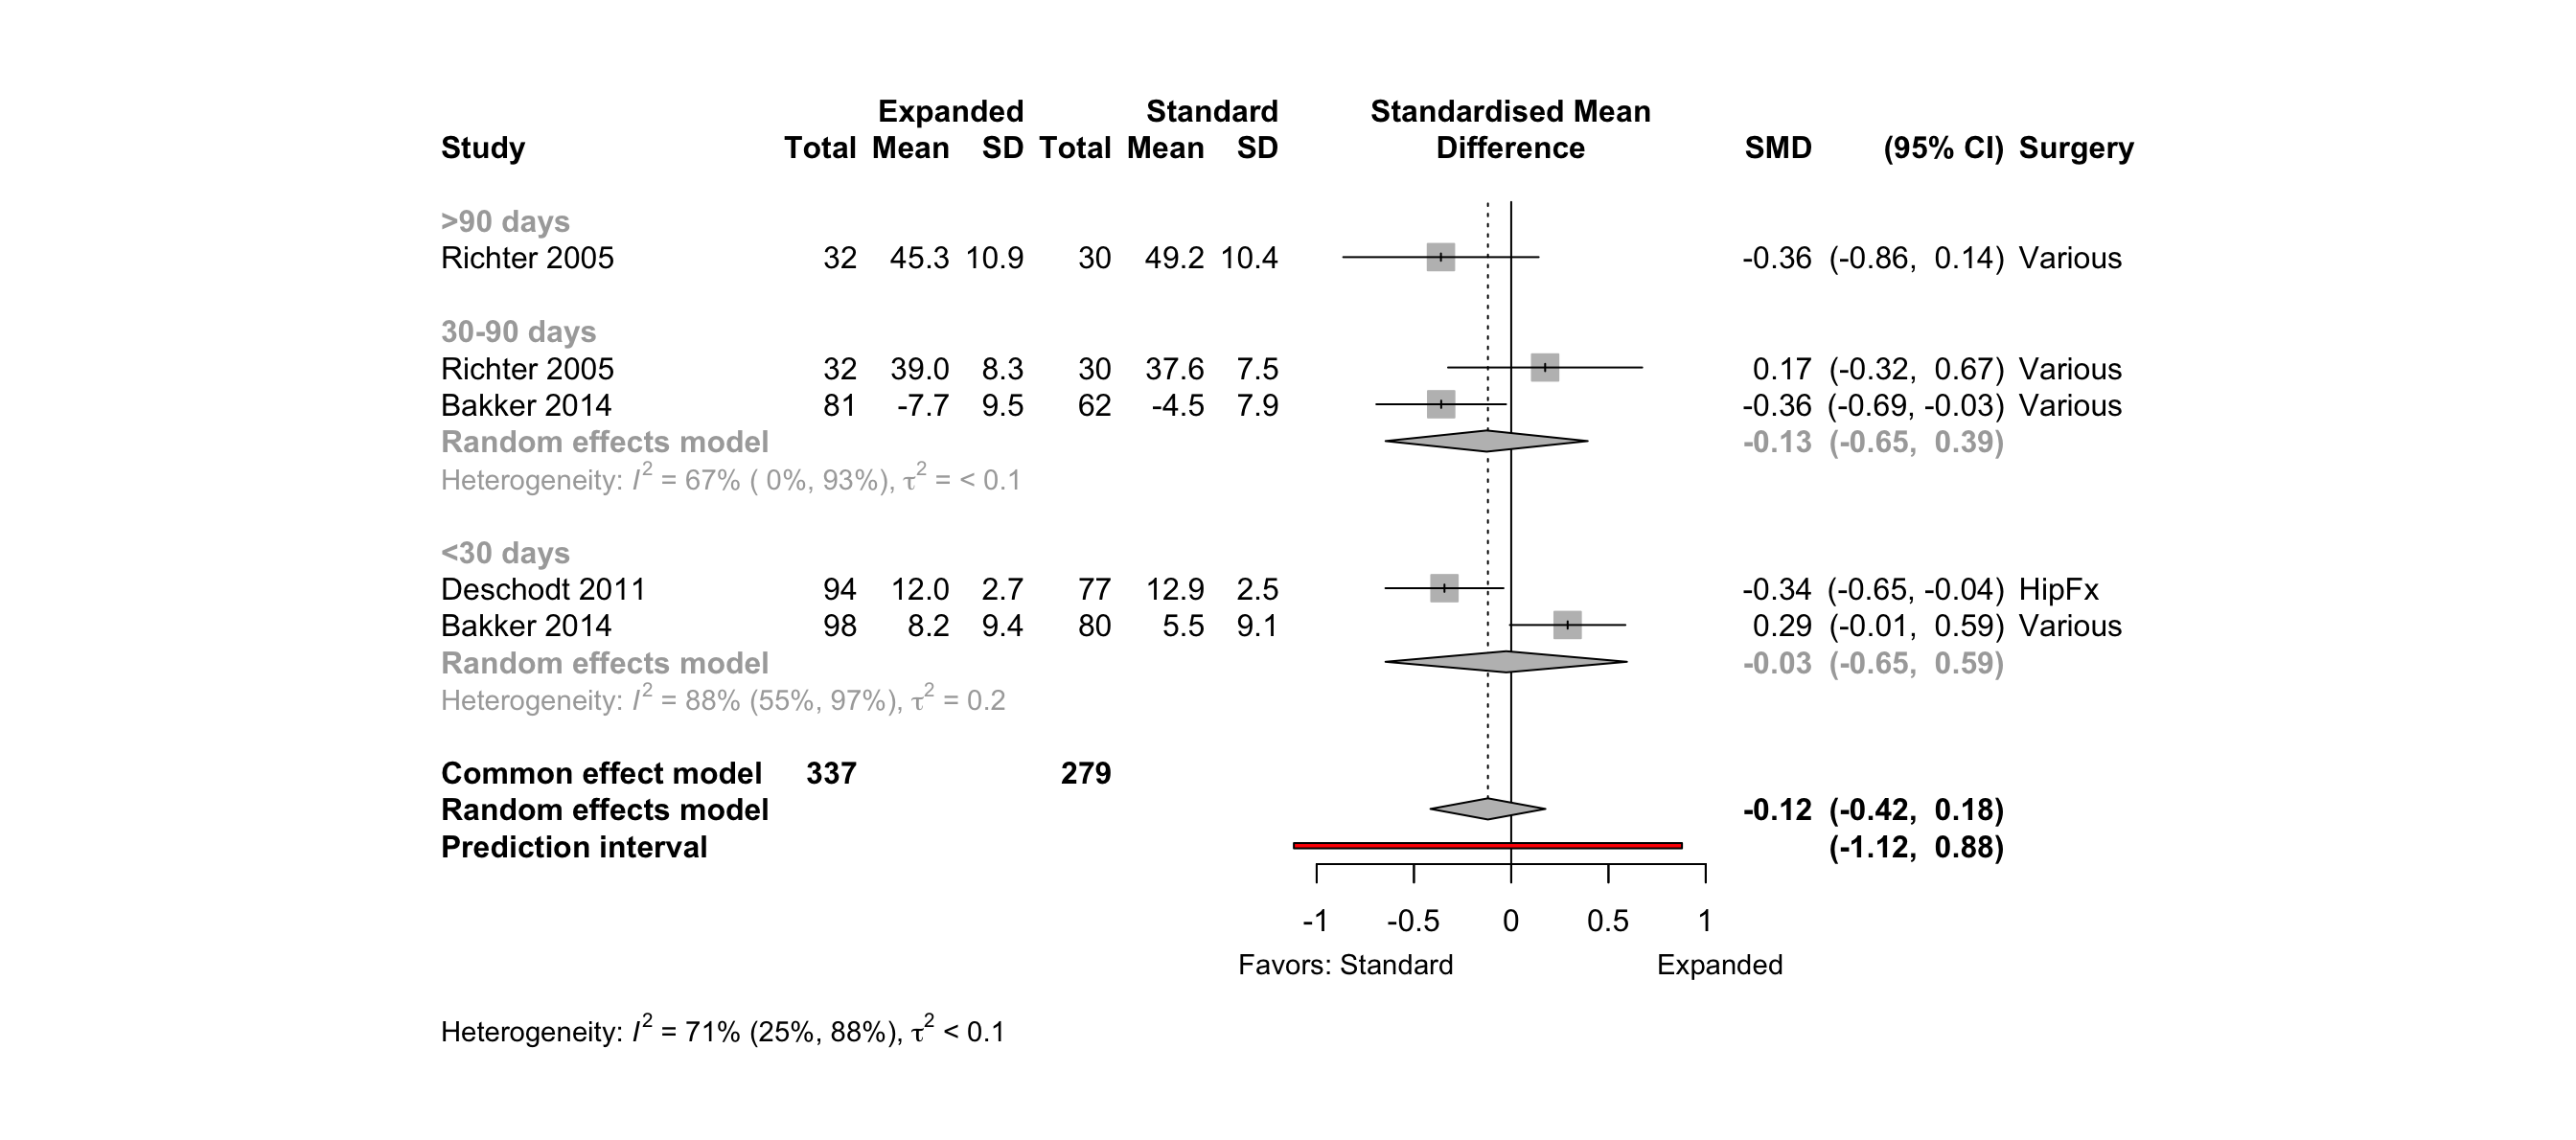 Expanded Standard Standardised Mean
Study Total Mean SD Total Mean SD Difference SMD (95% CI) Surgery
>90 days
Richter 2005 32 45.3 10.9 30 49.2 10.4 -0.36 (-0.86, 0.14) Various
30-90 days
Richter 2005 32 39.0 8.3 30 37.6 7.5 0.17 (-0.32, 0.67) Various
Bakker 2014 81 -7.7 9.5 62 -4.5 7.9 -0.36 (-0.69, -0.03) Various
Random effects model -0.13 (-0.65, 0.39)
Heterogeneity: I² = 67% ( 0%, 93%), τ² = < 0.1
<30 days
Deschodt 2011 94 12.0 2.7 77 12.9 2.5 -0.34 (-0.65, -0.04) HipFx
Bakker 2014 98 8.2 9.4 80 5.5 9.1 0.29 (-0.01, 0.59) Various
Random effects model -0.03 (-0.65, 0.59)
Heterogeneity: I² = 88% (55%, 97%), τ² = 0.2
Common effect model 337 279
Random effects model -0.12 (-0.42, 0.18)
Prediction interval (-1.12, 0.88)
-1 -0.5 0 0.5 1
Favors: Standard Expanded
Heterogeneity: I² = 71% (25%, 88%), τ² < 0.1